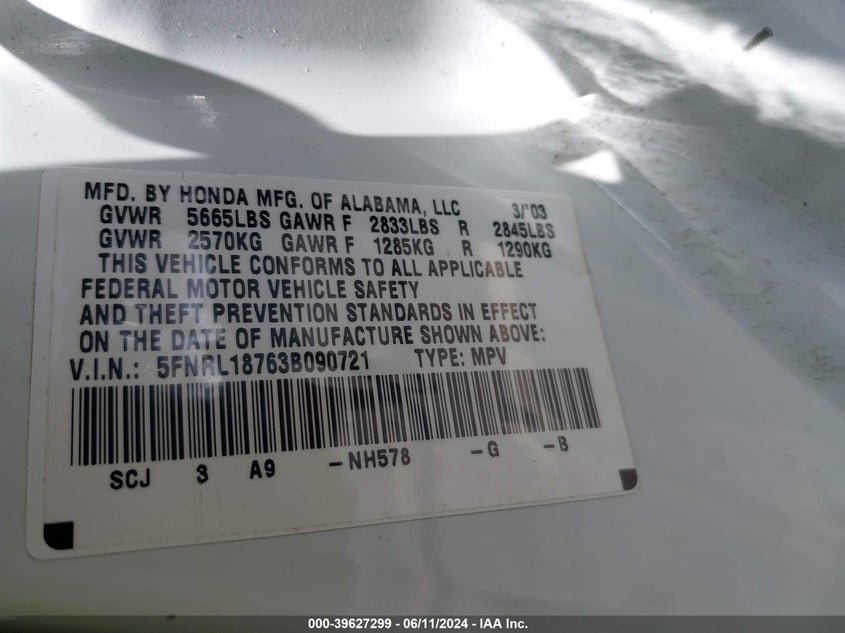 MFD. BY HONDA MFG. OF ALABAMA, LLC 3/'03
GVWR 5665LBS GAWR F 2833LBS R 2845LBS
GVWR 2570KG GAWR F 1285KG R 1290KG
THIS VEHICLE CONFORMS TO ALL APPLICABLE
FEDERAL MOTOR VEHICLE SAFETY
AND THEFT PREVENTION STANDARDS IN EFFECT
ON THE DATE OF MANUFACTURE SHOWN ABOVE:
V.I.N.: 5FNRL18763B090721 TYPE: MPV
SCJ 3 A9 -NH578 -G -B
000-39627299 - 06/11/2024 - IAA Inc.